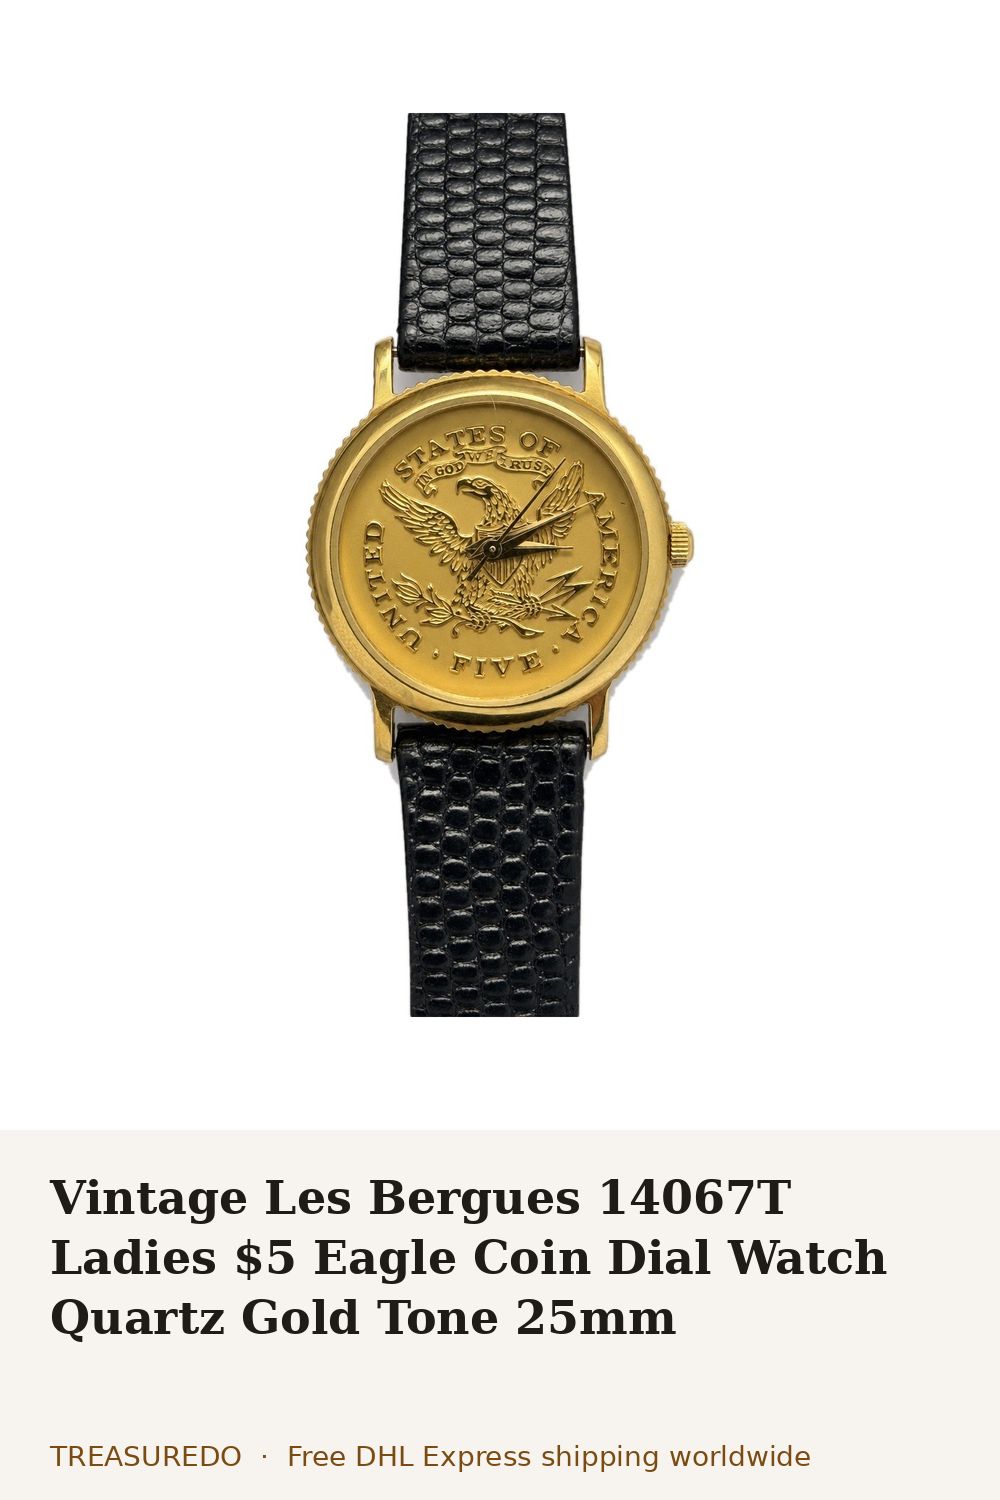 UNITED STATES OF AMERICA
IN GOD WE TRUST
· FIVE ·
Vintage Les Bergues 14067T
Ladies $5 Eagle Coin Dial Watch
Quartz Gold Tone 25mm
TREASUREDO · Free DHL Express shipping worldwide